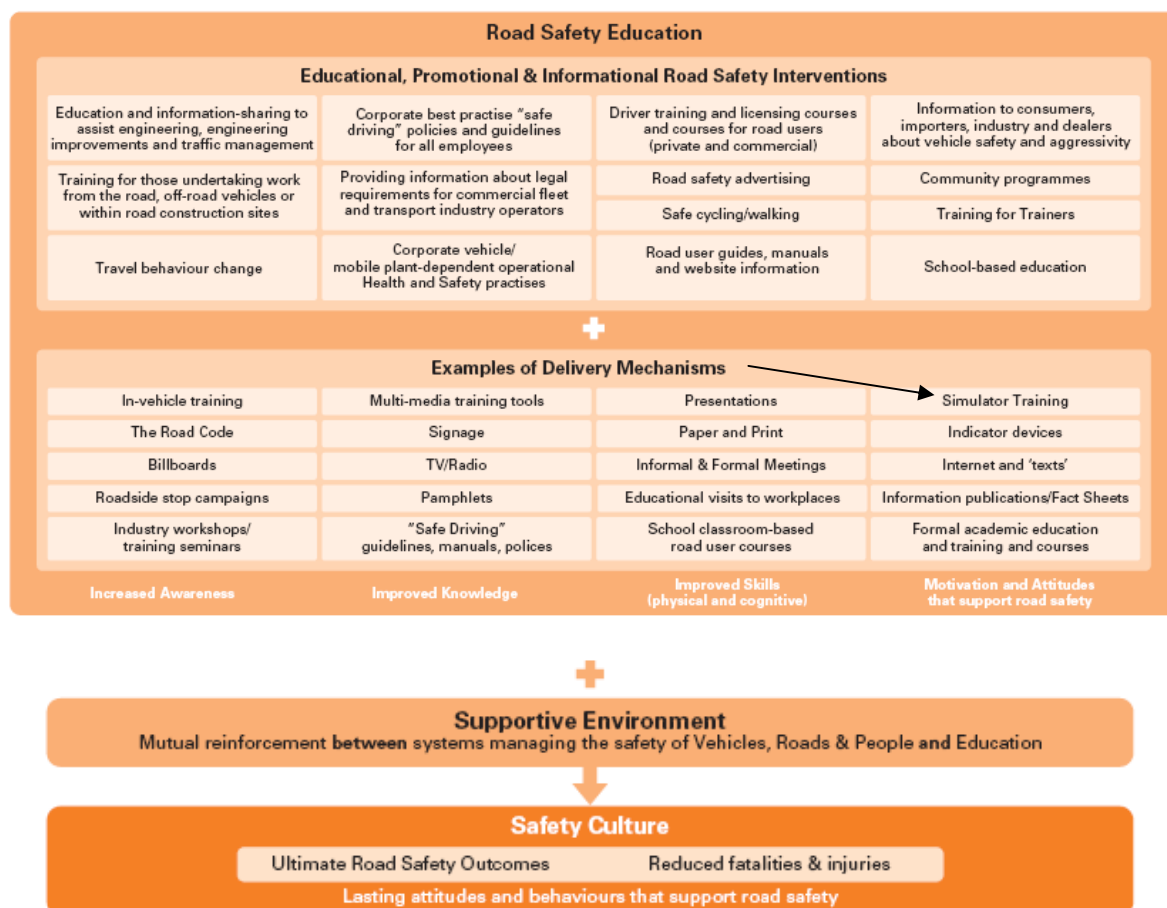 Road Safety Education
Educational, Promotional & Informational Road Safety Interventions
Education and information-sharing to
assist engineering, engineering
improvements and traffic management
Corporate best practise “safe
driving” policies and guidelines
for all employees
Driver training and licensing courses
and courses for road users
(private and commercial)
Information to consumers,
importers, industry and dealers
about vehicle safety and aggressivity
Training for those undertaking work
from the road, off-road vehicles or
within road construction sites
Providing information about legal
requirements for commercial fleet
and transport industry operators
Road safety advertising
Community programmes
Safe cycling/walking
Training for Trainers
Travel behaviour change
Corporate vehicle/
mobile plant-dependent operational
Health and Safety practises
Road user guides, manuals
and website information
School-based education
Examples of Delivery Mechanisms
In-vehicle training
Multi-media training tools
Presentations
Simulator Training
The Road Code
Signage
Paper and Print
Indicator devices
Billboards
TV/Radio
Informal & Formal Meetings
Internet and ‘texts’
Roadside stop campaigns
Pamphlets
Educational visits to workplaces
Information publications/Fact Sheets
Industry workshops/
training seminars
“Safe Driving”
guidelines, manuals, polices
School classroom-based
road user courses
Formal academic education
and training and courses
Increased Awareness
Improved Knowledge
Improved Skills
(physical and cognitive)
Motivation and Attitudes
that support road safety
Supportive Environment
Mutual reinforcement between systems managing the safety of Vehicles, Roads & People and Education
Safety Culture
Ultimate Road Safety Outcomes
Reduced fatalities & injuries
Lasting attitudes and behaviours that support road safety